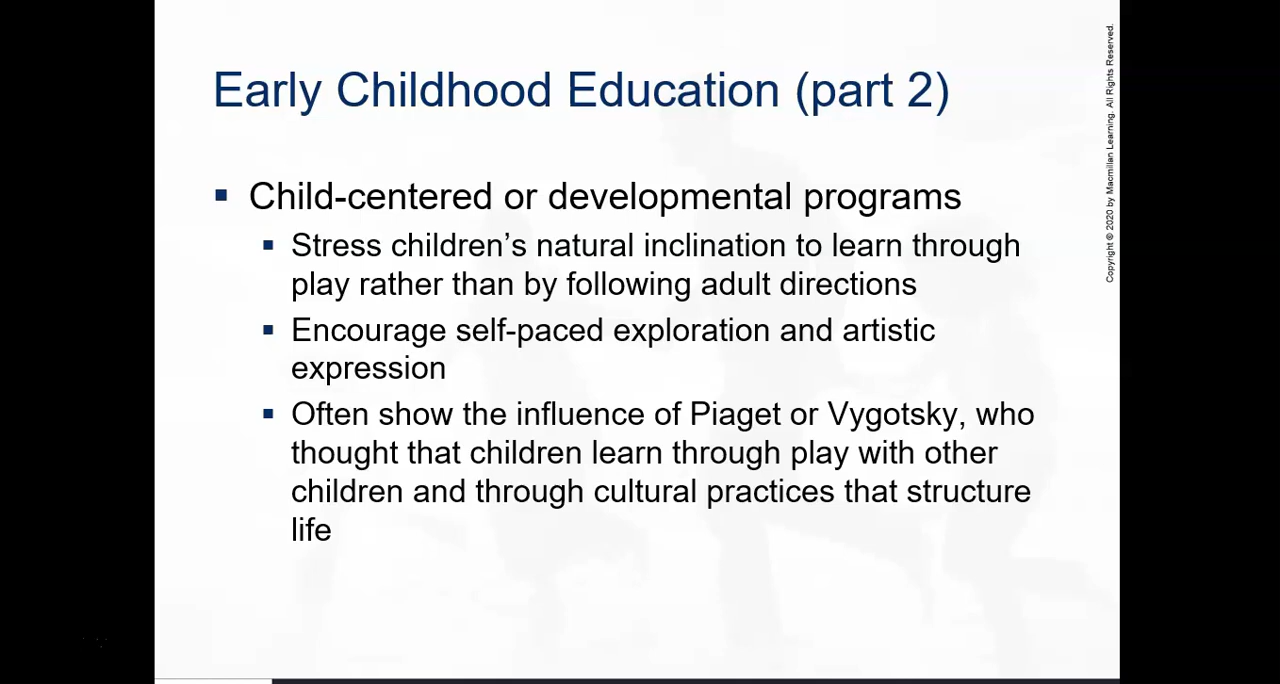 Early Childhood Education (part 2)
▪ Child-centered or developmental programs
▪ Stress children’s natural inclination to learn through
play rather than by following adult directions
▪ Encourage self-paced exploration and artistic
expression
▪ Often show the influence of Piaget or Vygotsky, who
thought that children learn through play with other
children and through cultural practices that structure
life
Copyright © 2020 by Macmillan Learning. All Rights Reserved.